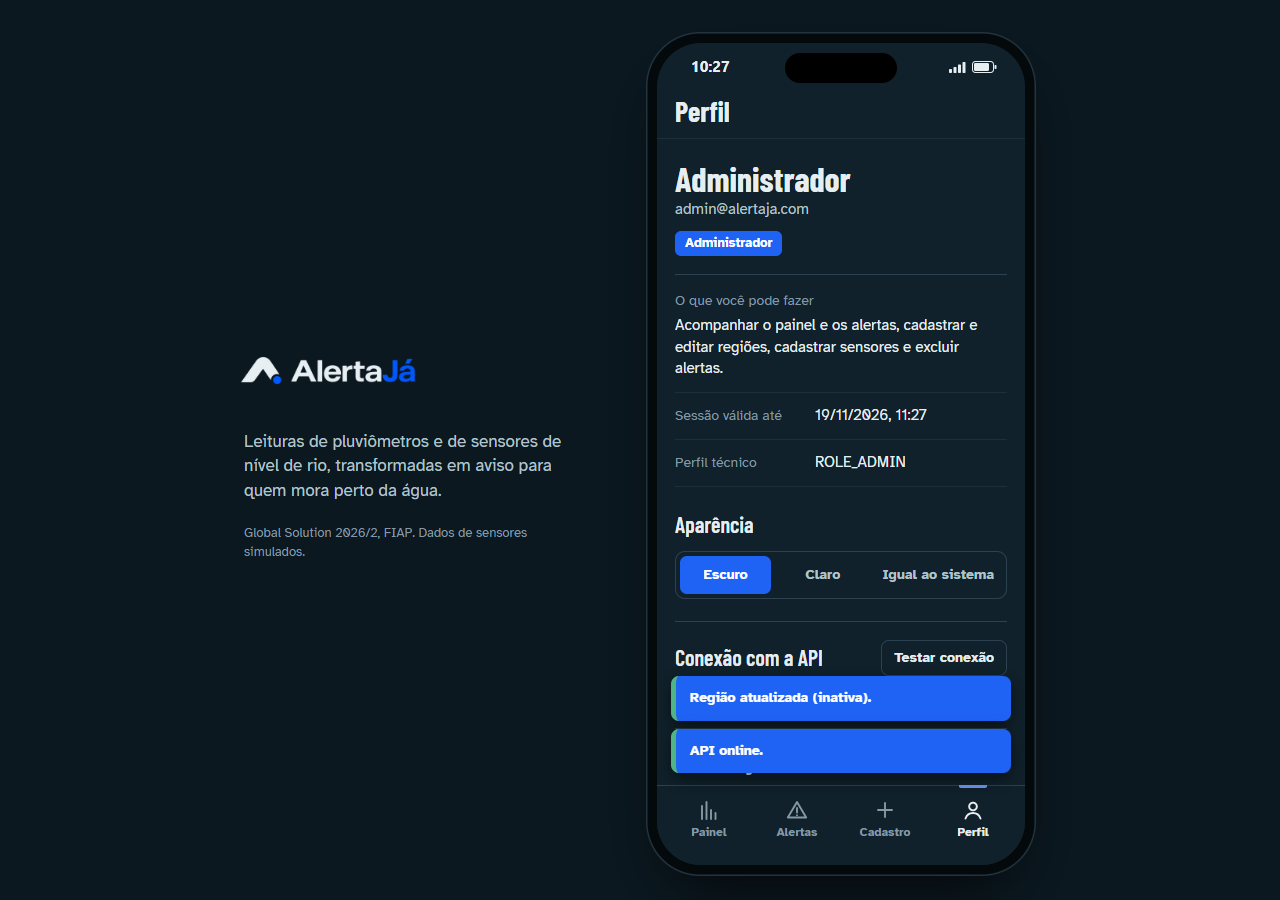 10:27
Perfil
Administrador
admin@alertaja.com
Administrador
O que você pode fazer
Acompanhar o painel e os alertas, cadastrar e
editar regiões, cadastrar sensores e excluir
alertas.
Sessão válida até 19/11/2026, 11:27
Perfil técnico ROLE_ADMIN
Aparência
Escuro Claro Igual ao sistema
Conexão com a API Testar conexão
Região atualizada (inativa).
API online.
Painel Alertas Cadastro Perfil
AlertaJá
Leituras de pluviômetros e de sensores de
nível de rio, transformadas em aviso para
quem mora perto da água.
Global Solution 2026/2, FIAP. Dados de sensores
simulados.